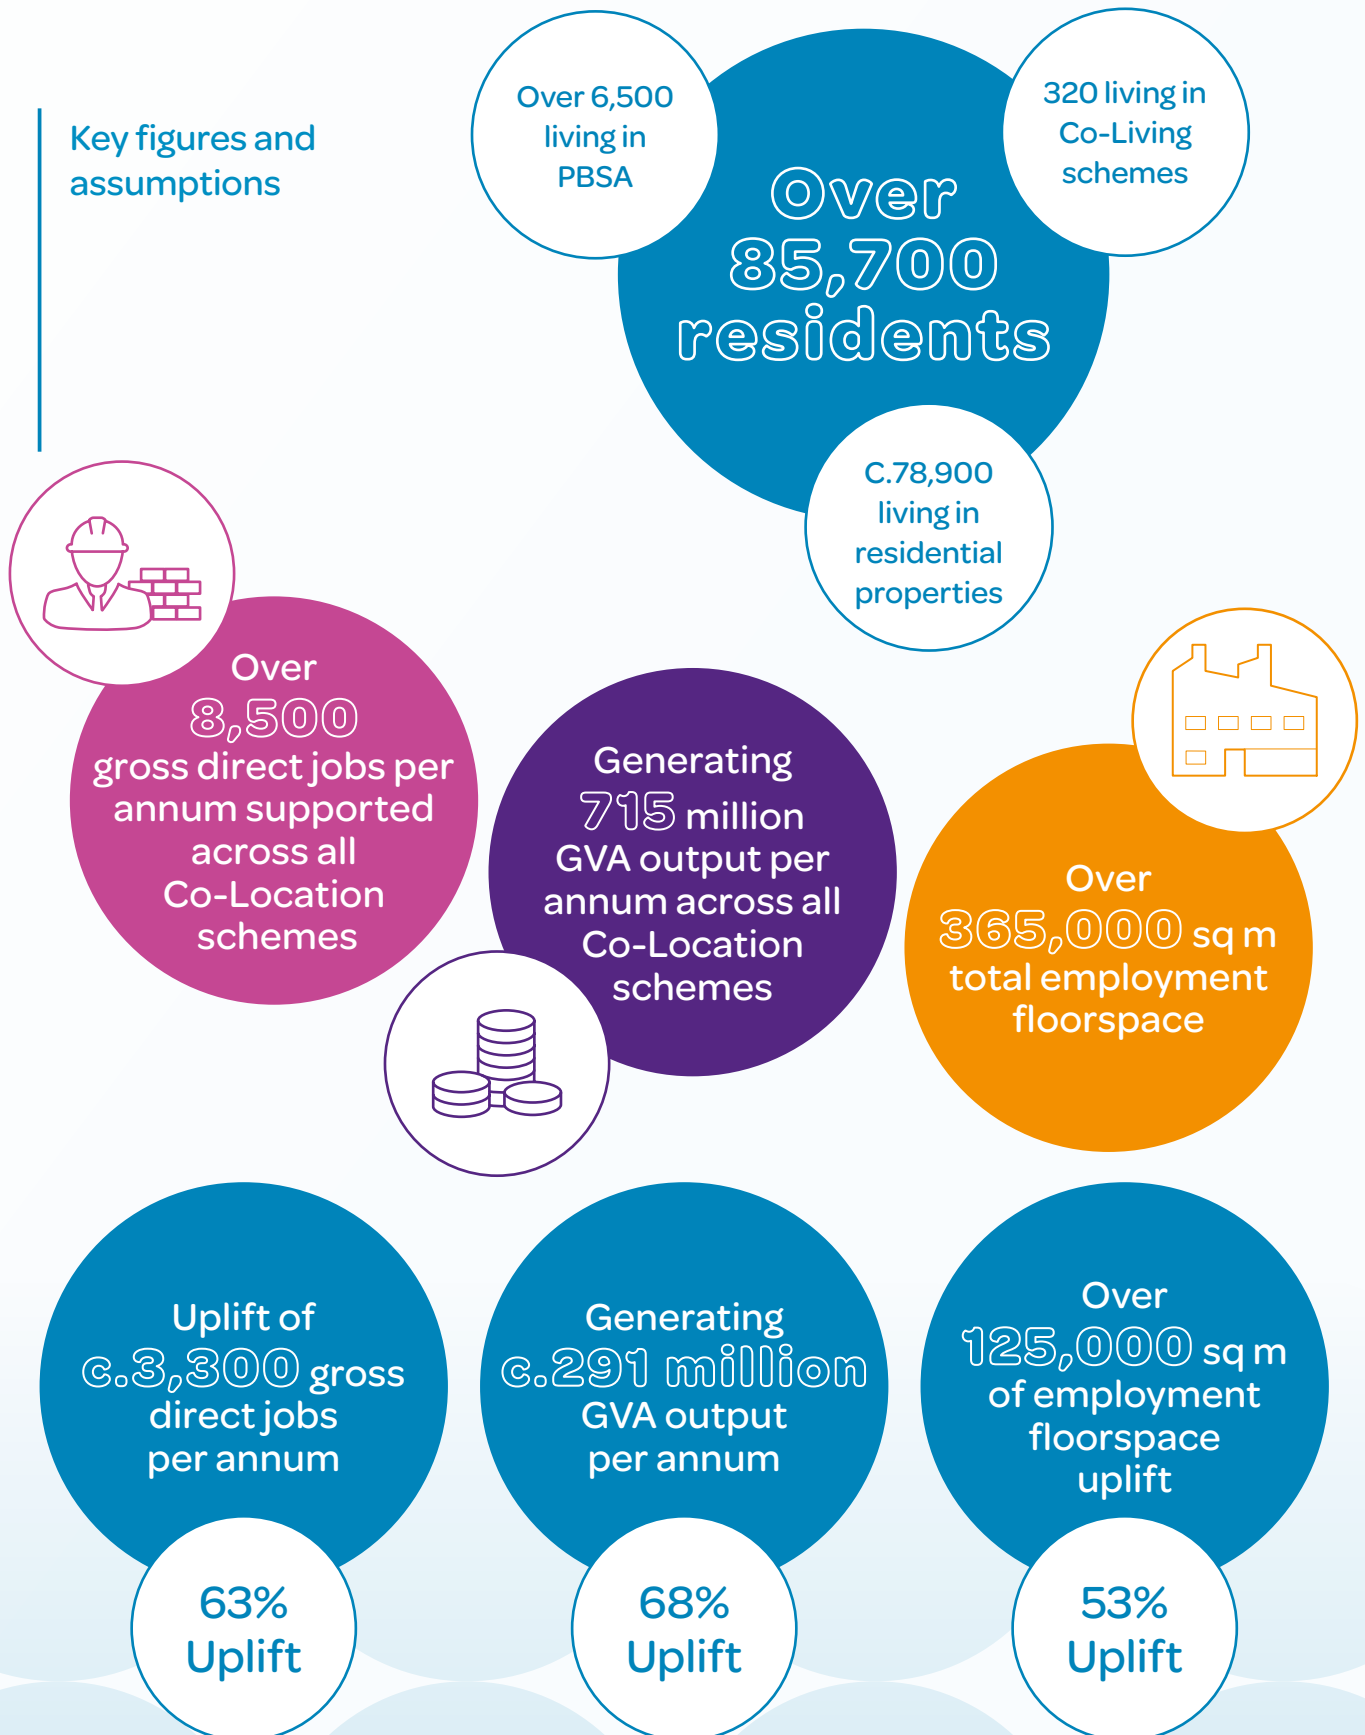 Key figures and
assumptions
Over 6,500
living in
PBSA
320 living in
Co-Living
schemes
Over
85,700
residents
C.78,900
living in
residential
properties
Over
8,500
gross direct jobs per
annum supported
across all
Co-Location
schemes
Generating
715 million
GVA output per
annum across all
Co-Location
schemes
Over
365,000 sq m
total employment
floorspace
Uplift of
c.3,300 gross
direct jobs
per annum
63%
Uplift
Generating
c.291 million
GVA output
per annum
68%
Uplift
Over
125,000 sq m
of employment
floorspace
uplift
53%
Uplift